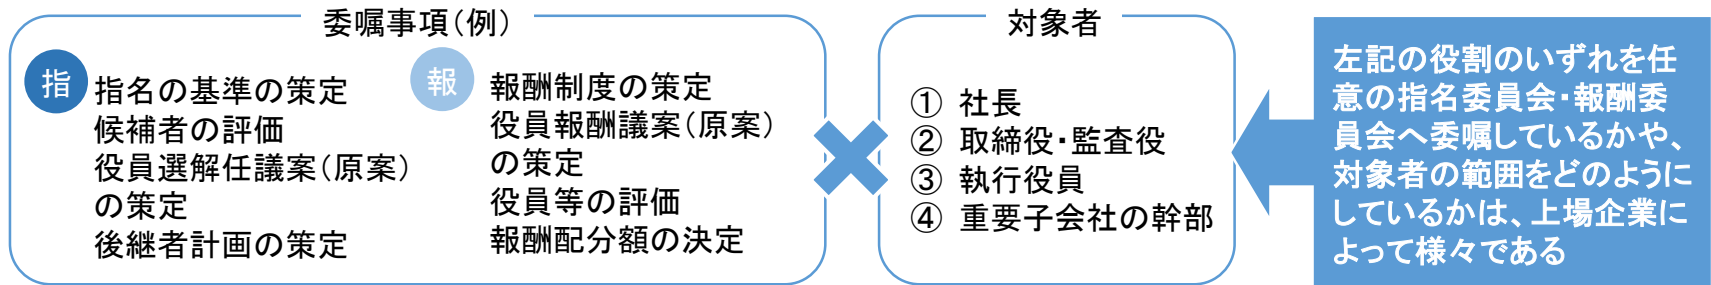 委嘱事項(例)
指
指名の基準の策定
候補者の評価
役員選解任議案(原案)
の策定
後継者計画の策定
報
報酬制度の策定
役員報酬議案(原案)
の策定
役員等の評価
報酬配分額の決定
対象者
① 社長
② 取締役・監査役
③ 執行役員
④ 重要子会社の幹部
左記の役割のいずれを任
意の指名委員会・報酬委
員会へ委嘱しているかや、
対象者の範囲をどのように
しているかは、上場企業に
よって様々である